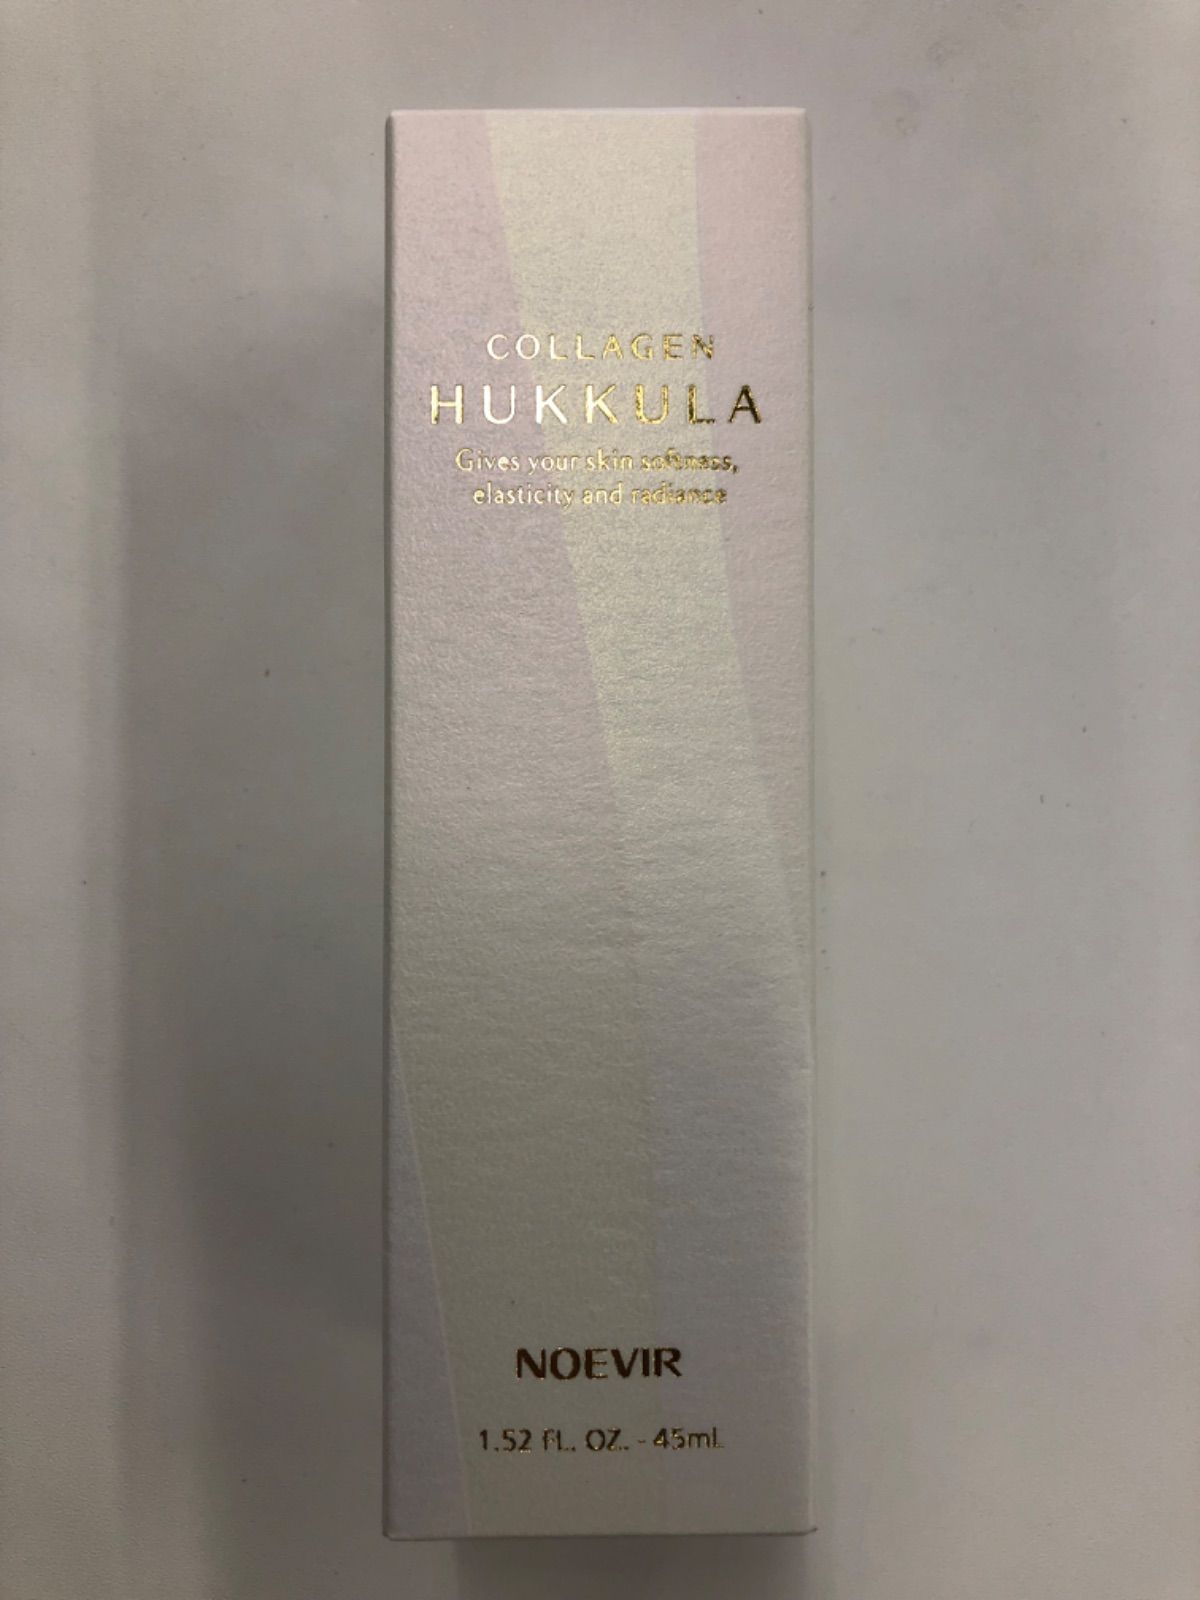 COLLAGEN
HUKKULA
Gives your skin softness,
elasticity and radiance
NOEVIR
1.52 FL. OZ. - 45mL